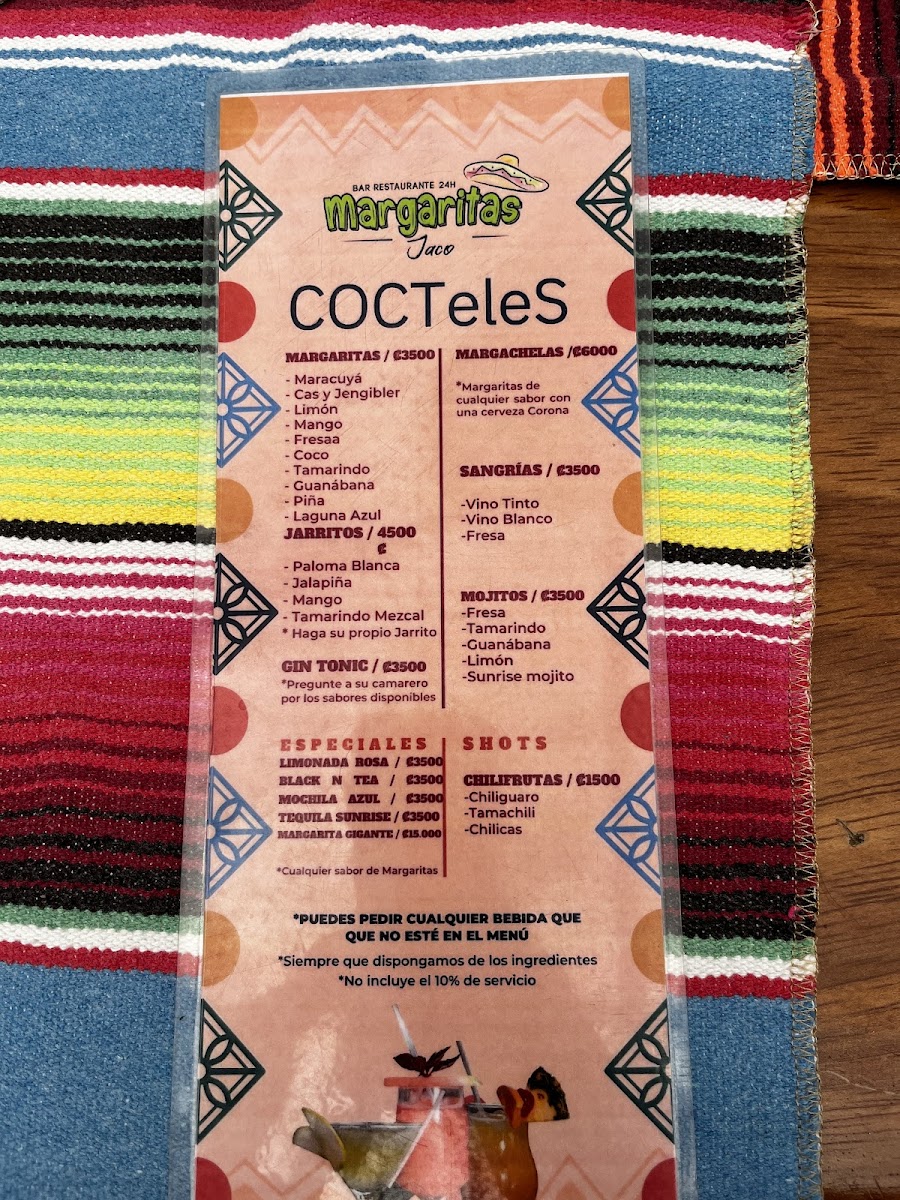 BAR RESTAURANTE 24H
margaritas
Jaco
COCTeleS
MARGARITAS / ₡3500
- Maracuyá
- Cas y Jengibler
- Limón
- Mango
- Fresaa
- Coco
- Tamarindo
- Guanábana
- Piña
- Laguna Azul
JARRITOS / 4500
₡
- Paloma Blanca
- Jalapiña
- Mango
- Tamarindo Mezcal
* Haga su propio Jarrito
GIN TONIC / ₡3500
*Pregunte a su camarero
por los sabores disponibles
MARGACHELAS /₡6000
*Margaritas de
cualquier sabor con
una cerveza Corona
SANGRÍAS / ₡3500
-Vino Tinto
-Vino Blanco
-Fresa
MOJITOS / ₡3500
-Fresa
-Tamarindo
-Guanábana
-Limón
-Sunrise mojito
ESPECIALES
LIMONADA ROSA / ₡3500
BLACK N TEA / ₡3500
MOCHILA AZUL / ₡3500
TEQUILA SUNRISE / ₡3500
MARGARITA GIGANTE / ₡15.000
*Cualquier sabor de Margaritas
SHOTS
CHILIFRUTAS / ₡1500
-Chiliguaro
-Tamachili
-Chilicas
*PUEDES PEDIR CUALQUIER BEBIDA QUE
QUE NO ESTÉ EN EL MENÚ
*Siempre que dispongamos de los ingredientes
*No incluye el 10% de servicio